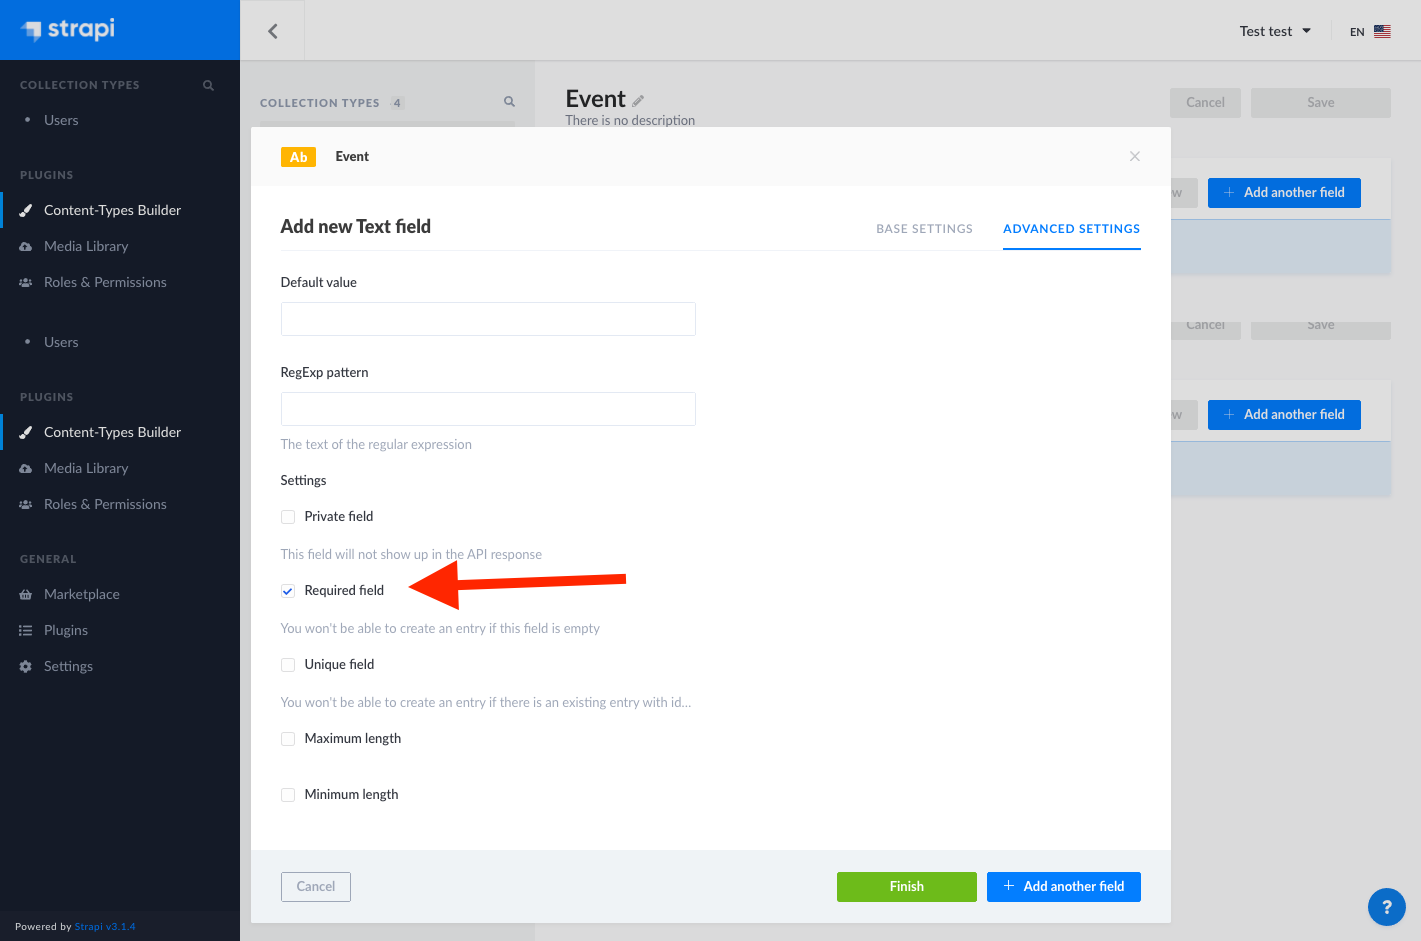 strapi
Test test
EN
COLLECTION TYPES
Users
PLUGINS
Content-Types Builder
Media Library
Roles & Permissions
Users
PLUGINS
Content-Types Builder
Media Library
Roles & Permissions
GENERAL
Marketplace
Plugins
Settings
Powered by Strapi v3.1.4
COLLECTION TYPES 4
Event
There is no description
Cancel
Save
Add another field
Cancel
Save
Add another field
Ab Event
Add new Text field
BASE SETTINGS
ADVANCED SETTINGS
Default value
RegExp pattern
The text of the regular expression
Settings
Private field
This field will not show up in the API response
Required field
You won't be able to create an entry if this field is empty
Unique field
You won't be able to create an entry if there is an existing entry with id...
Maximum length
Minimum length
Cancel
Finish
Add another field
?